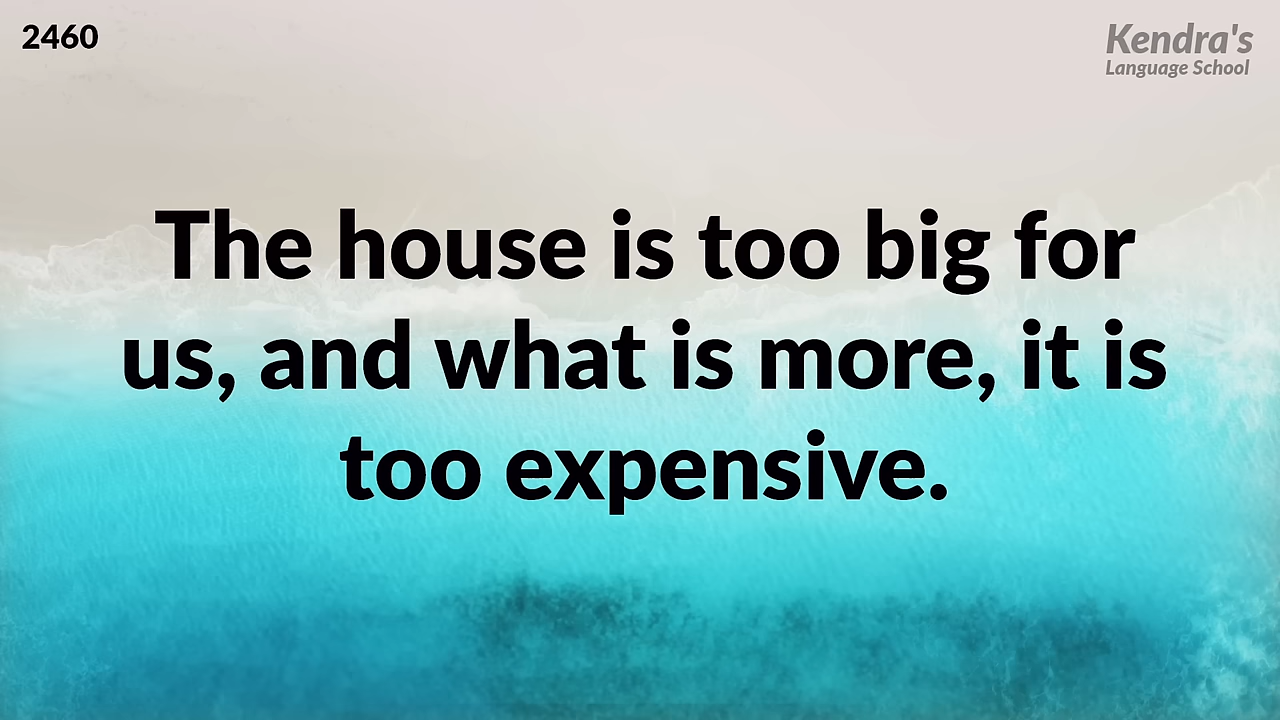 2460
Kendra's
Language School
The house is too big for
us, and what is more, it is
too expensive.